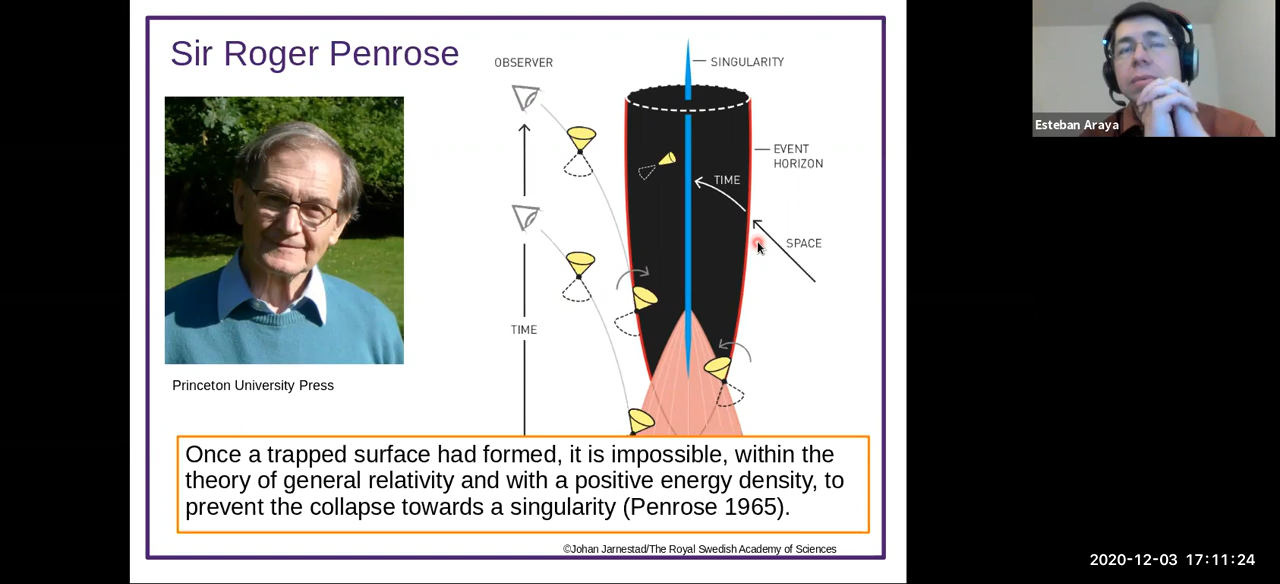 Sir Roger Penrose
OBSERVER
SINGULARITY
EVENT
HORIZON
TIME
SPACE
TIME
Princeton University Press
Once a trapped surface had formed, it is impossible, within the
theory of general relativity and with a positive energy density, to
prevent the collapse towards a singularity (Penrose 1965).
©Johan Jarnestad/The Royal Swedish Academy of Sciences
Esteban Araya
2020-12-03 17:11:24